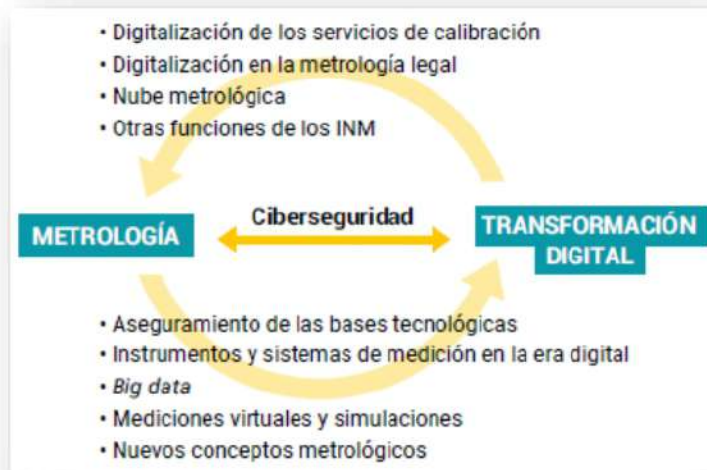 • Digitalización de los servicios de calibración
• Digitalización en la metrología legal
• Nube metrológica
• Otras funciones de los INM
Ciberseguridad
METROLOGÍA
TRANSFORMACIÓN
DIGITAL
• Aseguramiento de las bases tecnológicas
• Instrumentos y sistemas de medición en la era digital
• Big data
• Mediciones virtuales y simulaciones
• Nuevos conceptos metrológicos